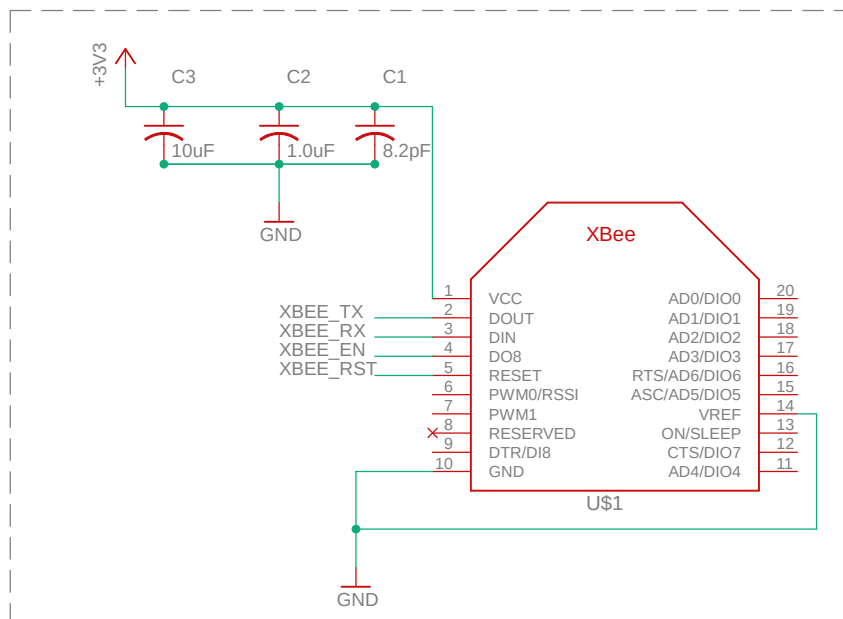 +3V3
C3 C2 C1
10uF 1.0uF 8.2pF
GND
XBee
1 VCC AD0/DIO0 20
XBEE_TX 2 DOUT AD1/DIO1 19
XBEE_RX 3 DIN AD2/DIO2 18
XBEE_EN 4 DO8 AD3/DIO3 17
XBEE_RST 5 RESET RTS/AD6/DIO6 16
6 PWM0/RSSI ASC/AD5/DIO5 15
7 PWM1 VREF 14
8 RESERVED ON/SLEEP 13
9 DTR/DI8 CTS/DIO7 12
10 GND AD4/DIO4 11
U$1
GND